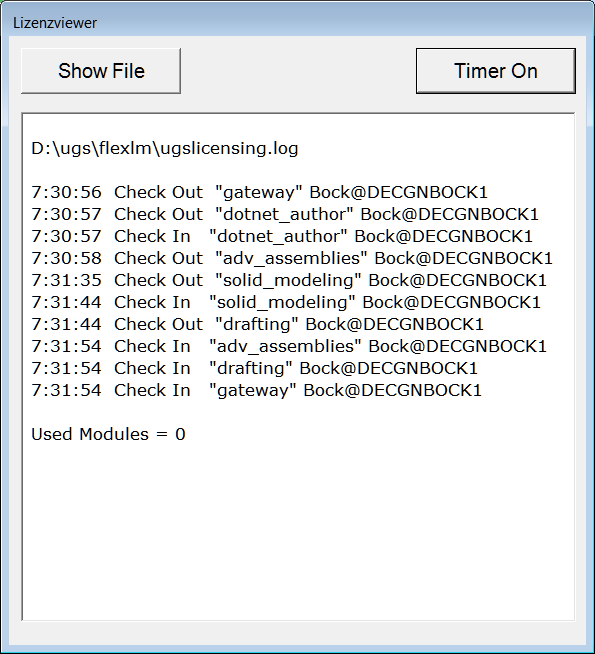 Lizenzviewer
Show File
Timer On
D:\ugs\flexlm\ugslicensing.log
7:30:56 Check Out "gateway" Bock@DECGNBOCK1
7:30:57 Check Out "dotnet_author" Bock@DECGNBOCK1
7:30:57 Check In "dotnet_author" Bock@DECGNBOCK1
7:30:58 Check Out "adv_assemblies" Bock@DECGNBOCK1
7:31:35 Check Out "solid_modeling" Bock@DECGNBOCK1
7:31:44 Check In "solid_modeling" Bock@DECGNBOCK1
7:31:44 Check Out "drafting" Bock@DECGNBOCK1
7:31:54 Check In "adv_assemblies" Bock@DECGNBOCK1
7:31:54 Check In "drafting" Bock@DECGNBOCK1
7:31:54 Check In "gateway" Bock@DECGNBOCK1
Used Modules = 0